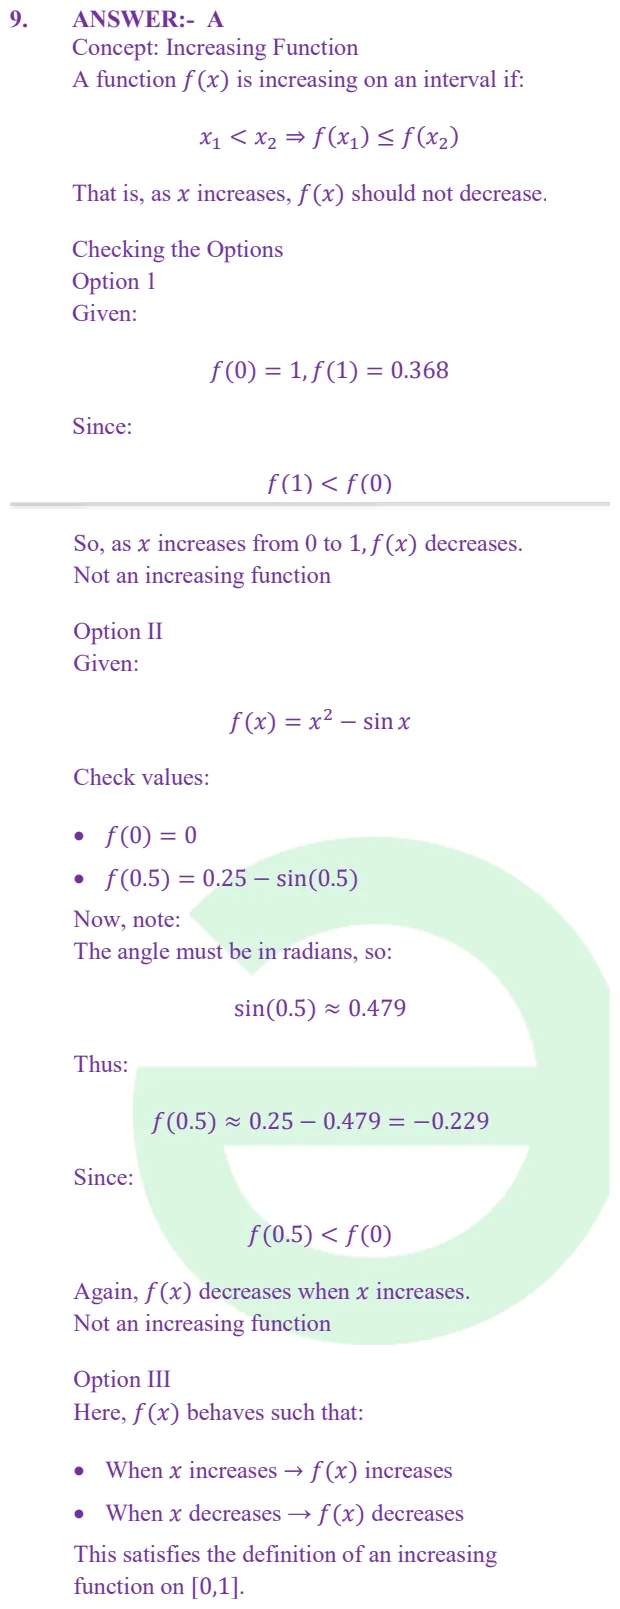 9. ANSWER:- A
Concept: Increasing Function
A function f(x) is increasing on an interval if:
x₁ < x₂ ⇒ f(x₁) ≤ f(x₂)
That is, as x increases, f(x) should not decrease.
Checking the Options
Option 1
Given:
f(0) = 1, f(1) = 0.368
Since:
f(1) < f(0)
So, as x increases from 0 to 1, f(x) decreases.
Not an increasing function
Option II
Given:
f(x) = x² − sin x
Check values:
• f(0) = 0
• f(0.5) = 0.25 − sin(0.5)
Now, note:
The angle must be in radians, so:
sin(0.5) ≈ 0.479
Thus:
f(0.5) ≈ 0.25 − 0.479 = −0.229
Since:
f(0.5) < f(0)
Again, f(x) decreases when x increases.
Not an increasing function
Option III
Here, f(x) behaves such that:
• When x increases → f(x) increases
• When x decreases → f(x) decreases
This satisfies the definition of an increasing
function on [0,1].